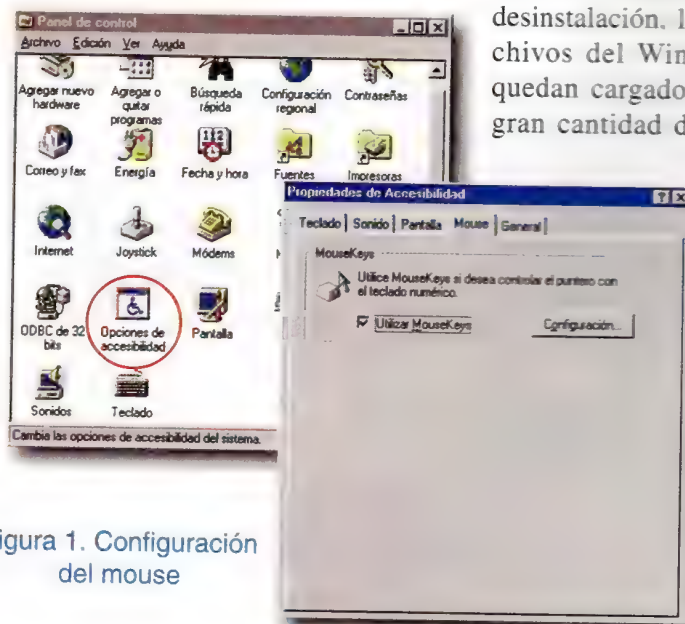 desinstalación.
chivos del Win
quedan cargado
gran cantidad d
Panel de control
Archivo Edición Ver Ayuda
Agregar nuevo hardware
Agregar o quitar programas
Búsqueda rápida
Configuración regional
Contraseñas
Correo y fax
Energía
Fecha y hora
Fuentes
Impresoras
Internet
Joystick
Módems
ODBC de 32 bits
Opciones de accesibilidad
Pantalla
Sonidos
Teclado
Cambia las opciones de accesibilidad del sistema.
Propiedades de Accesibilidad
Teclado Sonido Pantalla Mouse General
MouseKeys
Utilice MouseKeys si desea controlar el puntero con
el teclado numérico.
Utilizar MouseKeys
Configuración...
igura 1. Configuración
del mouse